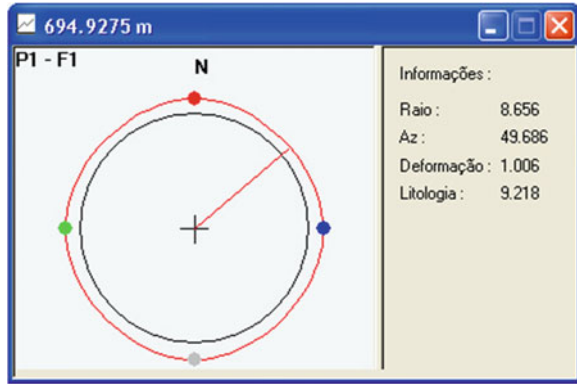 694.9275 m
P1 - F1
N
Informações :
Raio : 8.656
Az : 49.686
Deformação : 1.006
Litologia : 9.218